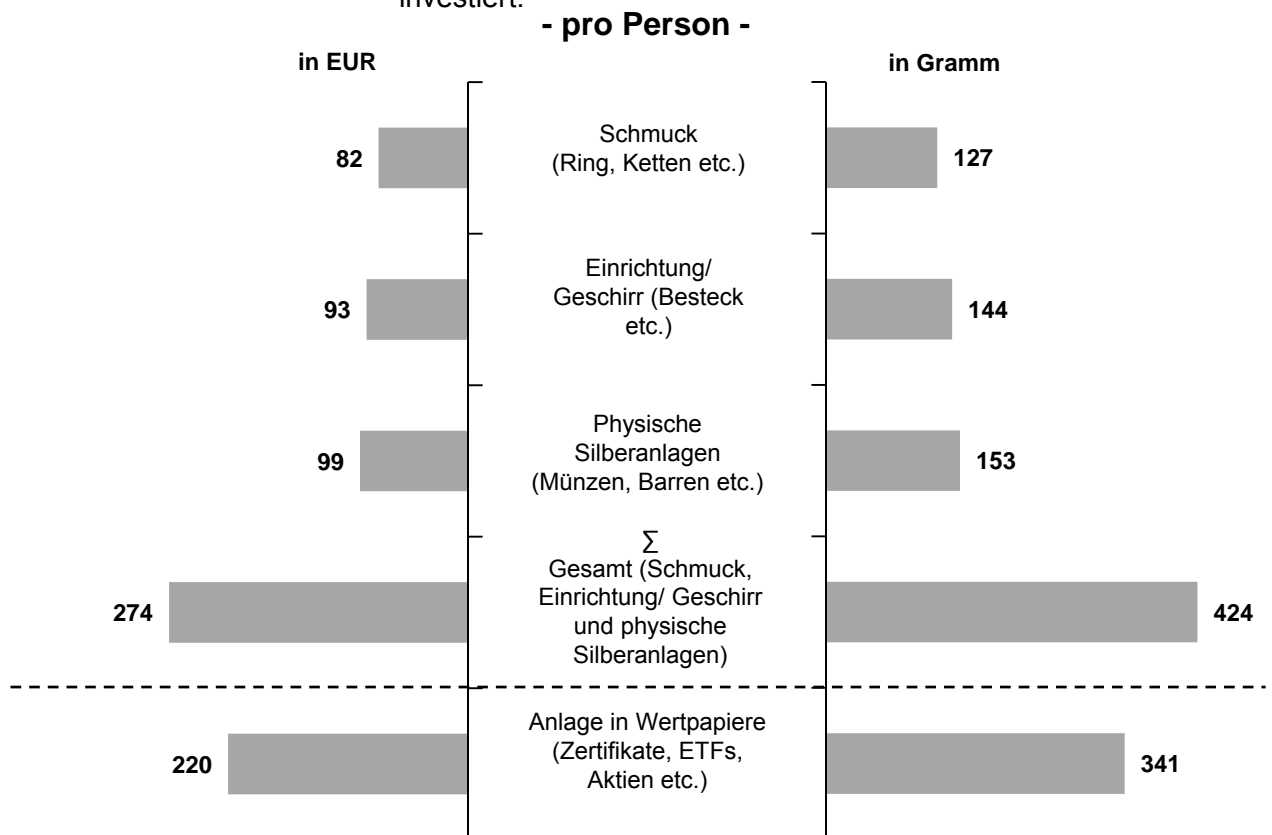 investiert.
- pro Person -
in EUR
in Gramm
82
Schmuck
(Ring, Ketten etc.)
127
93
Einrichtung/
Geschirr (Besteck
etc.)
144
99
Physische
Silberanlagen
(Münzen, Barren etc.)
153
274
∑
Gesamt (Schmuck,
Einrichtung/ Geschirr
und physische
Silberanlagen)
424
220
Anlage in Wertpapiere
(Zertifikate, ETFs,
Aktien etc.)
341